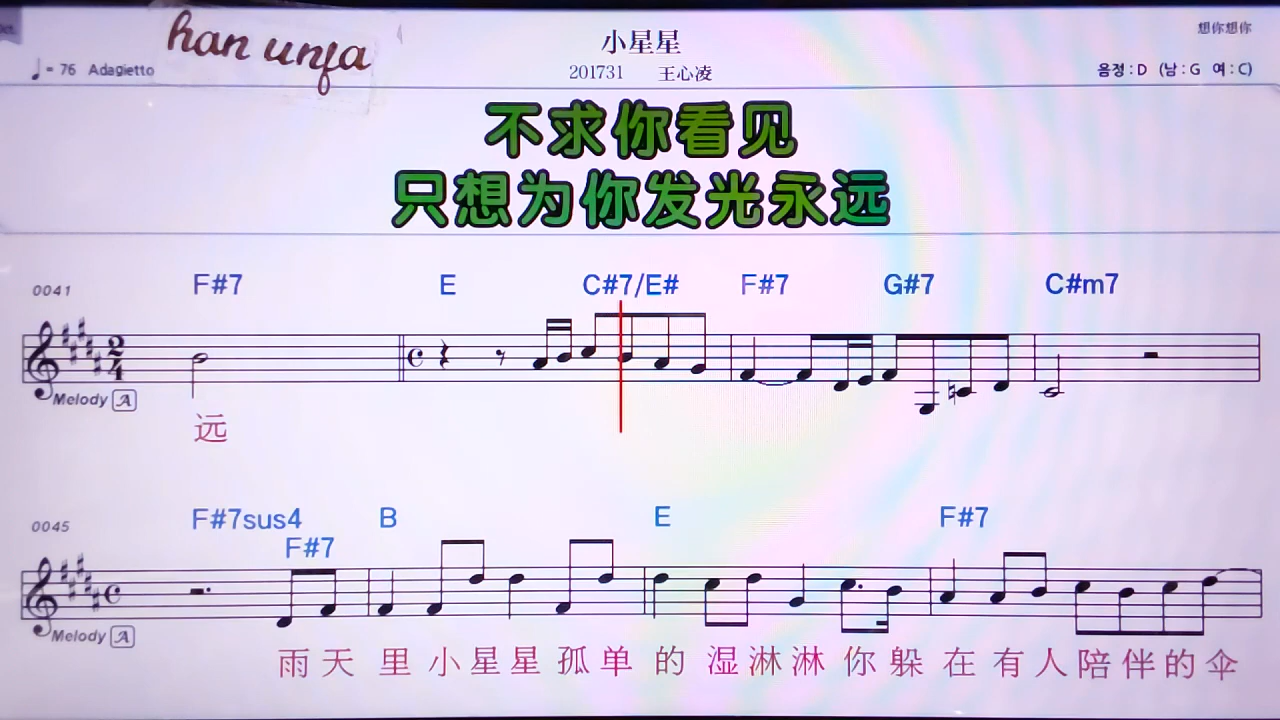 han unja
小星星
想你想你
♩= 76 Adagietto
201731 王心凌
음정 : D (남 : G 여 : C)
不求你看见
只想为你发光永远
0041 F#7 E C#7/E# F#7 G#7 C#m7
2/4
Melody A
远
0045 F#7sus4 B E F#7
F#7
Melody A
雨天里小星星孤单的湿淋淋你躲在有人陪伴的伞